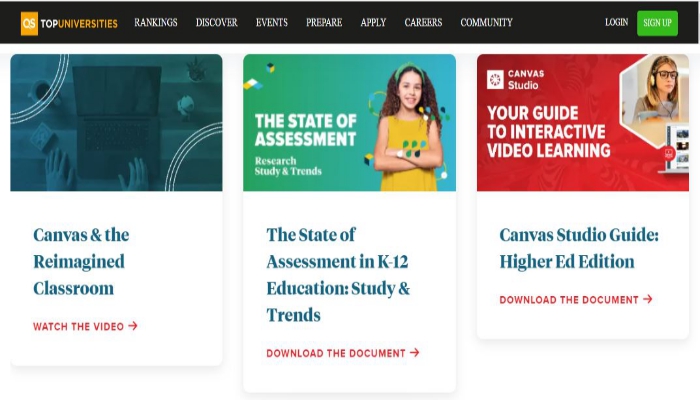 QS TOPUNIVERSITIES RANKINGS DISCOVER EVENTS PREPARE APPLY CAREERS COMMUNITY LOGIN SIGN UP
THE STATE OF
ASSESSMENT
Research
Study & Trends
CANVAS
Studio
YOUR GUIDE
TO INTERACTIVE
VIDEO LEARNING
Canvas & the
Reimagined
Classroom
WATCH THE VIDEO →
The State of
Assessment in K-12
Education: Study &
Trends
DOWNLOAD THE DOCUMENT →
Canvas Studio Guide:
Higher Ed Edition
DOWNLOAD THE DOCUMENT →